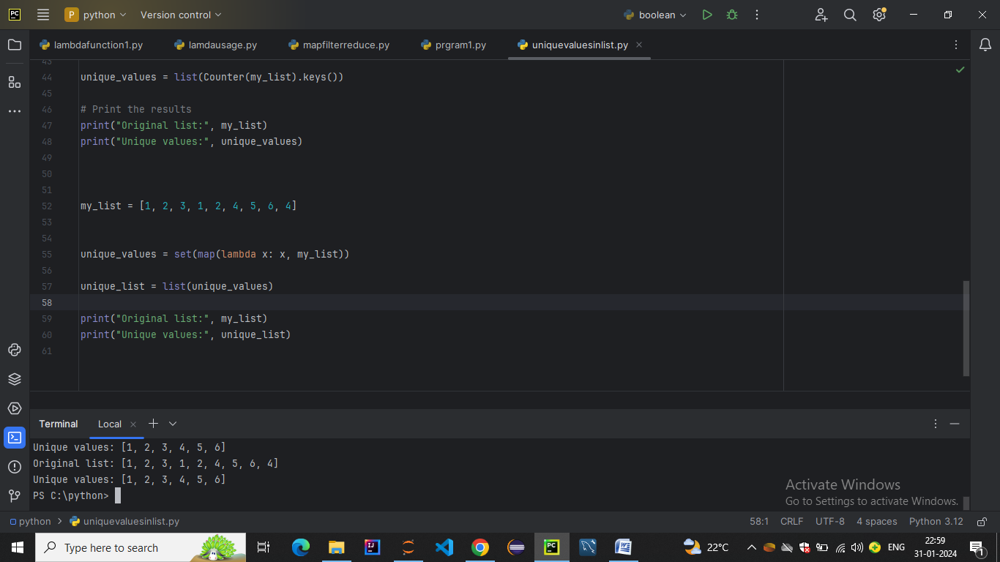 PC P python Version control boolean
lambdafunction1.py lamdausage.py mapfilterreduce.py prgram1.py uniquevaluesinlist.py
43
44 unique_values = list(Counter(my_list).keys())
45
46 # Print the results
47 print("Original list:", my_list)
48 print("Unique values:", unique_values)
49
50
51
52 my_list = [1, 2, 3, 1, 2, 4, 5, 6, 4]
53
54
55 unique_values = set(map(lambda x: x, my_list))
56
57 unique_list = list(unique_values)
58
59 print("Original list:", my_list)
60 print("Unique values:", unique_list)
61
Terminal Local
Unique values: [1, 2, 3, 4, 5, 6]
Original list: [1, 2, 3, 1, 2, 4, 5, 6, 4]
Unique values: [1, 2, 3, 4, 5, 6]
PS C:\python>
Activate Windows
Go to Settings to activate Windows.
python > uniquevaluesinlist.py 58:1 CRLF UTF-8 4 spaces Python 3.12
Type here to search IJ PC W 22°C ENG 22:59
31-01-2024 1